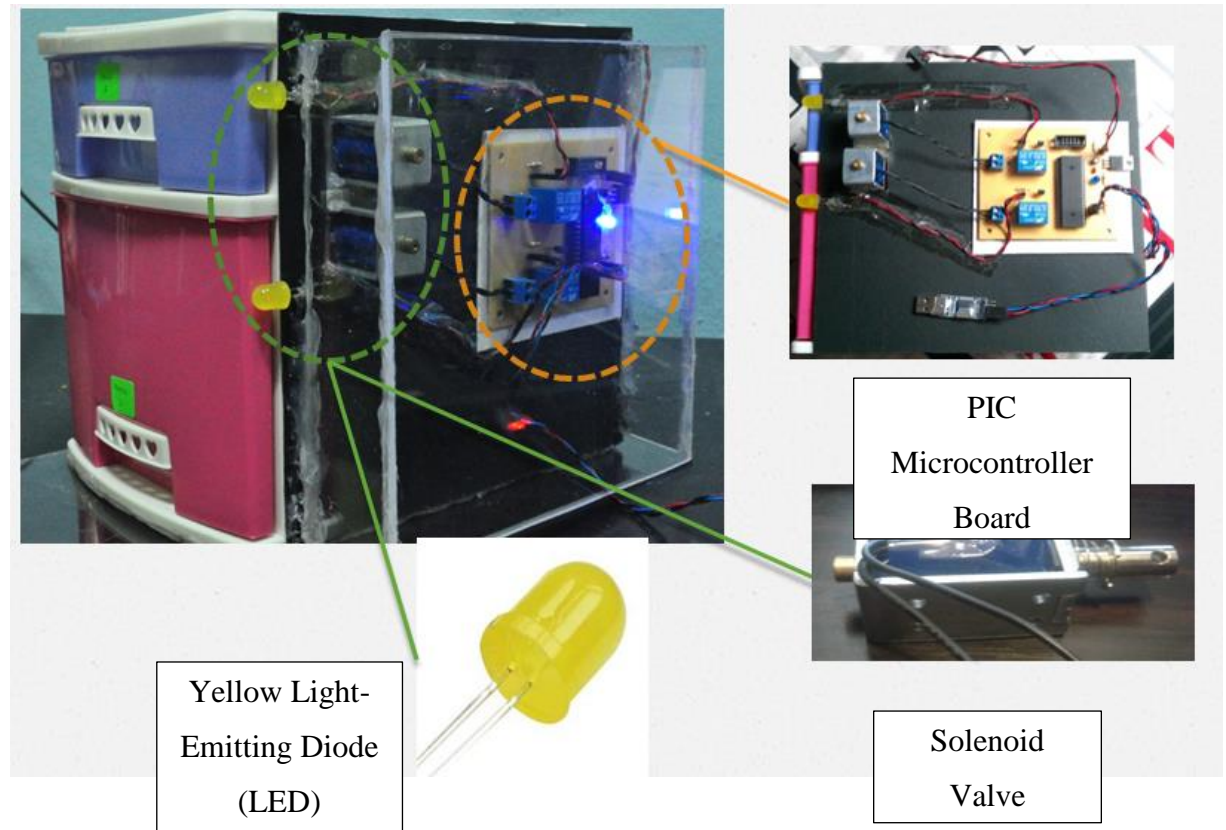 PIC
Microcontroller
Board
Yellow Light-
Emitting Diode
(LED)
Solenoid
Valve